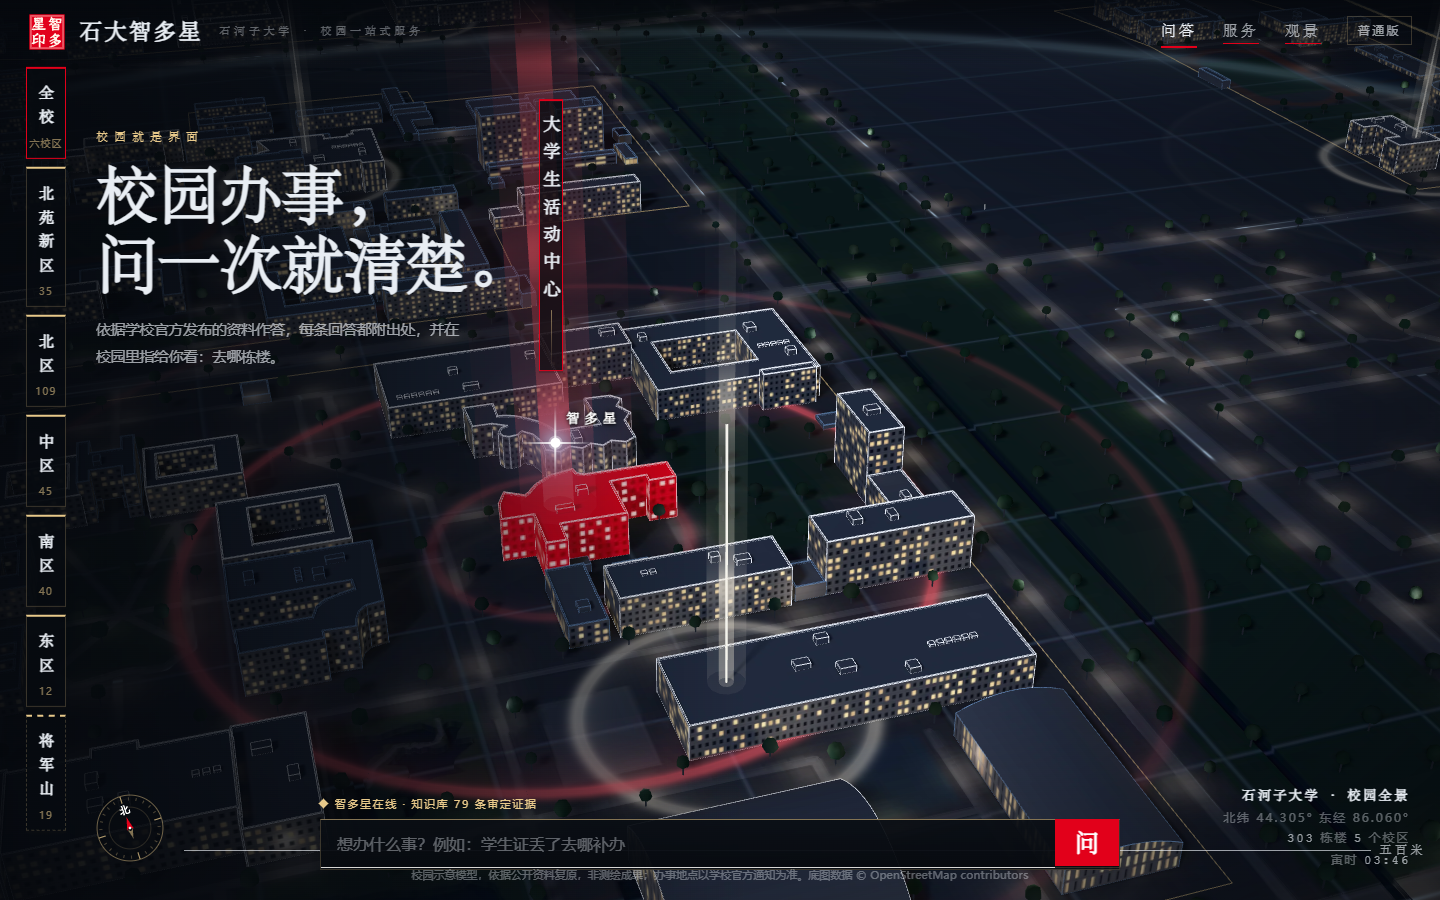 星智
印多
石大智多星
石河子大学 · 校园一站式服务
问答
服务
观景
普通版
全校
六校区
北苑新区
35
北区
109
中区
45
南区
40
东区
12
将军山
19
校园就是界面
校园办事，
问一次就清楚。
依据学校官方发布的资料作答，每条回答都附出处，并在
校园里指给你看：去哪栋楼。
大学生活动中心
智多星
北
智多星在线 · 知识库 79 条审定证据
想办什么事？例如：学生证丢了去哪补办
问
校园示意模型，依据公开资料复原，非测绘成果；办事地点以学校官方通知为准。底图数据 © OpenStreetMap contributors
石河子大学 · 校园全景
北纬 44.305° 东经 86.060°
303 栋楼 5 个校区
五百米
寅时 03:46